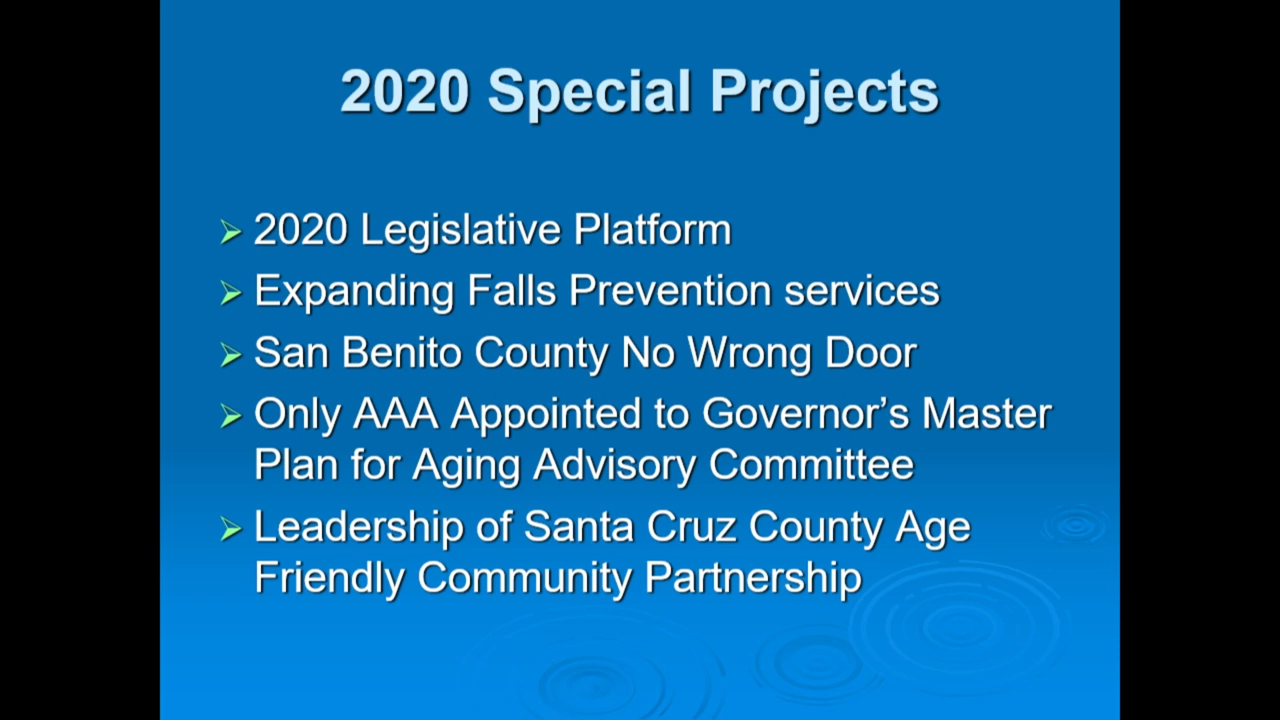 2020 Special Projects
2020 Legislative Platform
Expanding Falls Prevention services
San Benito County No Wrong Door
Only AAA Appointed to Governor’s Master
Plan for Aging Advisory Committee
Leadership of Santa Cruz County Age
Friendly Community Partnership